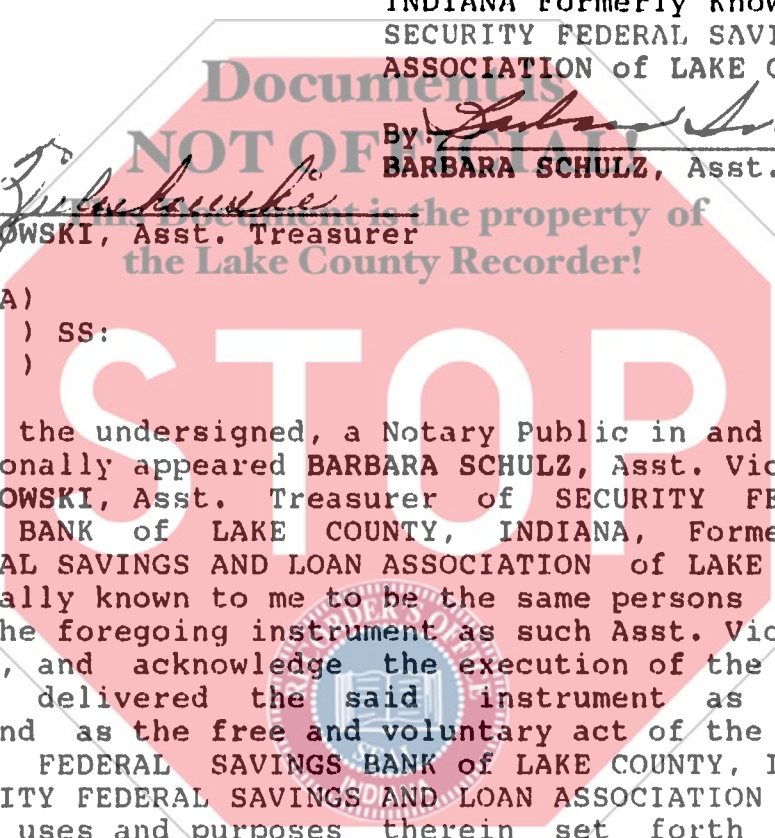 INDIANA Formerly Know
SECURITY FEDERAL SAVI
ASSOCIATION of LAKE C
Document is
NOT OFFICIAL!
By:
BARBARA SCHULZ, Asst.
This Document is the property of
OWSKI, Asst. Treasurer
the Lake County Recorder!
A)
) SS:
)
STOP
the undersigned, a Notary Public in and
onally appeared BARBARA SCHULZ, Asst. Vic
OWSKI, Asst. Treasurer of SECURITY FE
BANK of LAKE COUNTY, INDIANA, Forme
AL SAVINGS AND LOAN ASSOCIATION of LAKE
ally known to me to be the same persons
he foregoing instrument as such Asst. Vic
, and acknowledge the execution of the
delivered the said instrument as
nd as the free and voluntary act of the
FEDERAL SAVINGS BANK of LAKE COUNTY, I
ITY FEDERAL SAVINGS AND LOAN ASSOCIATION
uses and purposes therein set forth
RECORDER'S OFFICE
SEAL
INDIANA